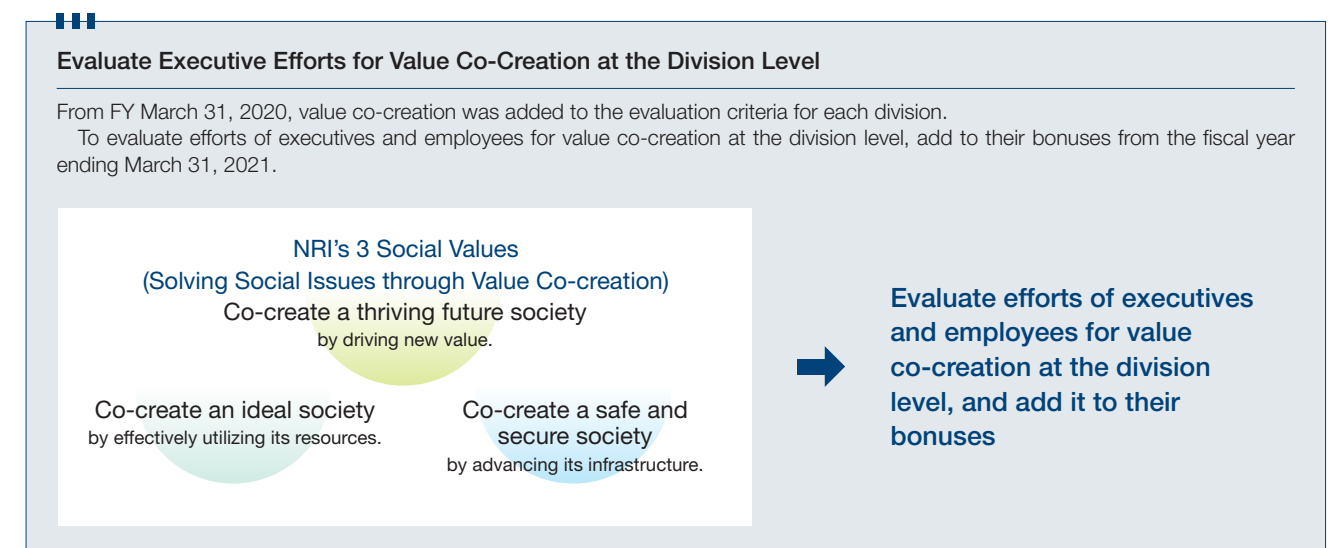 Evaluate Executive Efforts for Value Co-Creation at the Division Level
From FY March 31, 2020, value co-creation was added to the evaluation criteria for each division.
To evaluate efforts of executives and employees for value co-creation at the division level, add to their bonuses from the fiscal year
ending March 31, 2021.
NRI's 3 Social Values
(Solving Social Issues through Value Co-creation)
Co-create a thriving future society
by driving new value.
Co-create an ideal society
by effectively utilizing its resources.
Co-create a safe and
secure society
by advancing its infrastructure.
Evaluate efforts of executives
and employees for value
co-creation at the division
level, and add it to their
bonuses